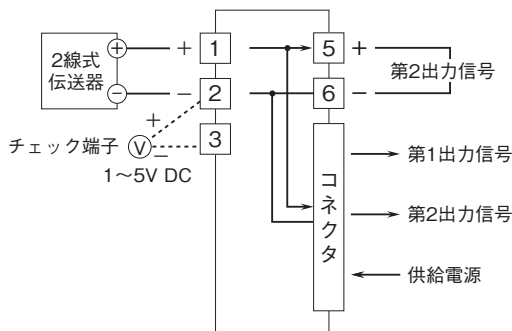 2線式
伝送器
+
−
+
−
1
2
3
5
6
+
−
第2出力信号
チェック端子
V
+
−
1～5V DC
コネクタ
第1出力信号
第2出力信号
供給電源